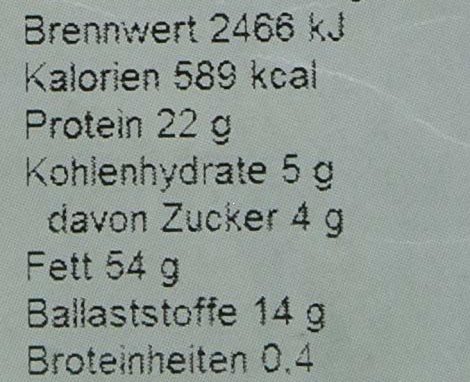 Brennwert 2466 kJ
Kalorien 589 kcal
Protein 22 g
Kohlenhydrate 5 g
davon Zucker 4 g
Fett 54 g
Ballaststoffe 14 g
Broteinheiten 0.4